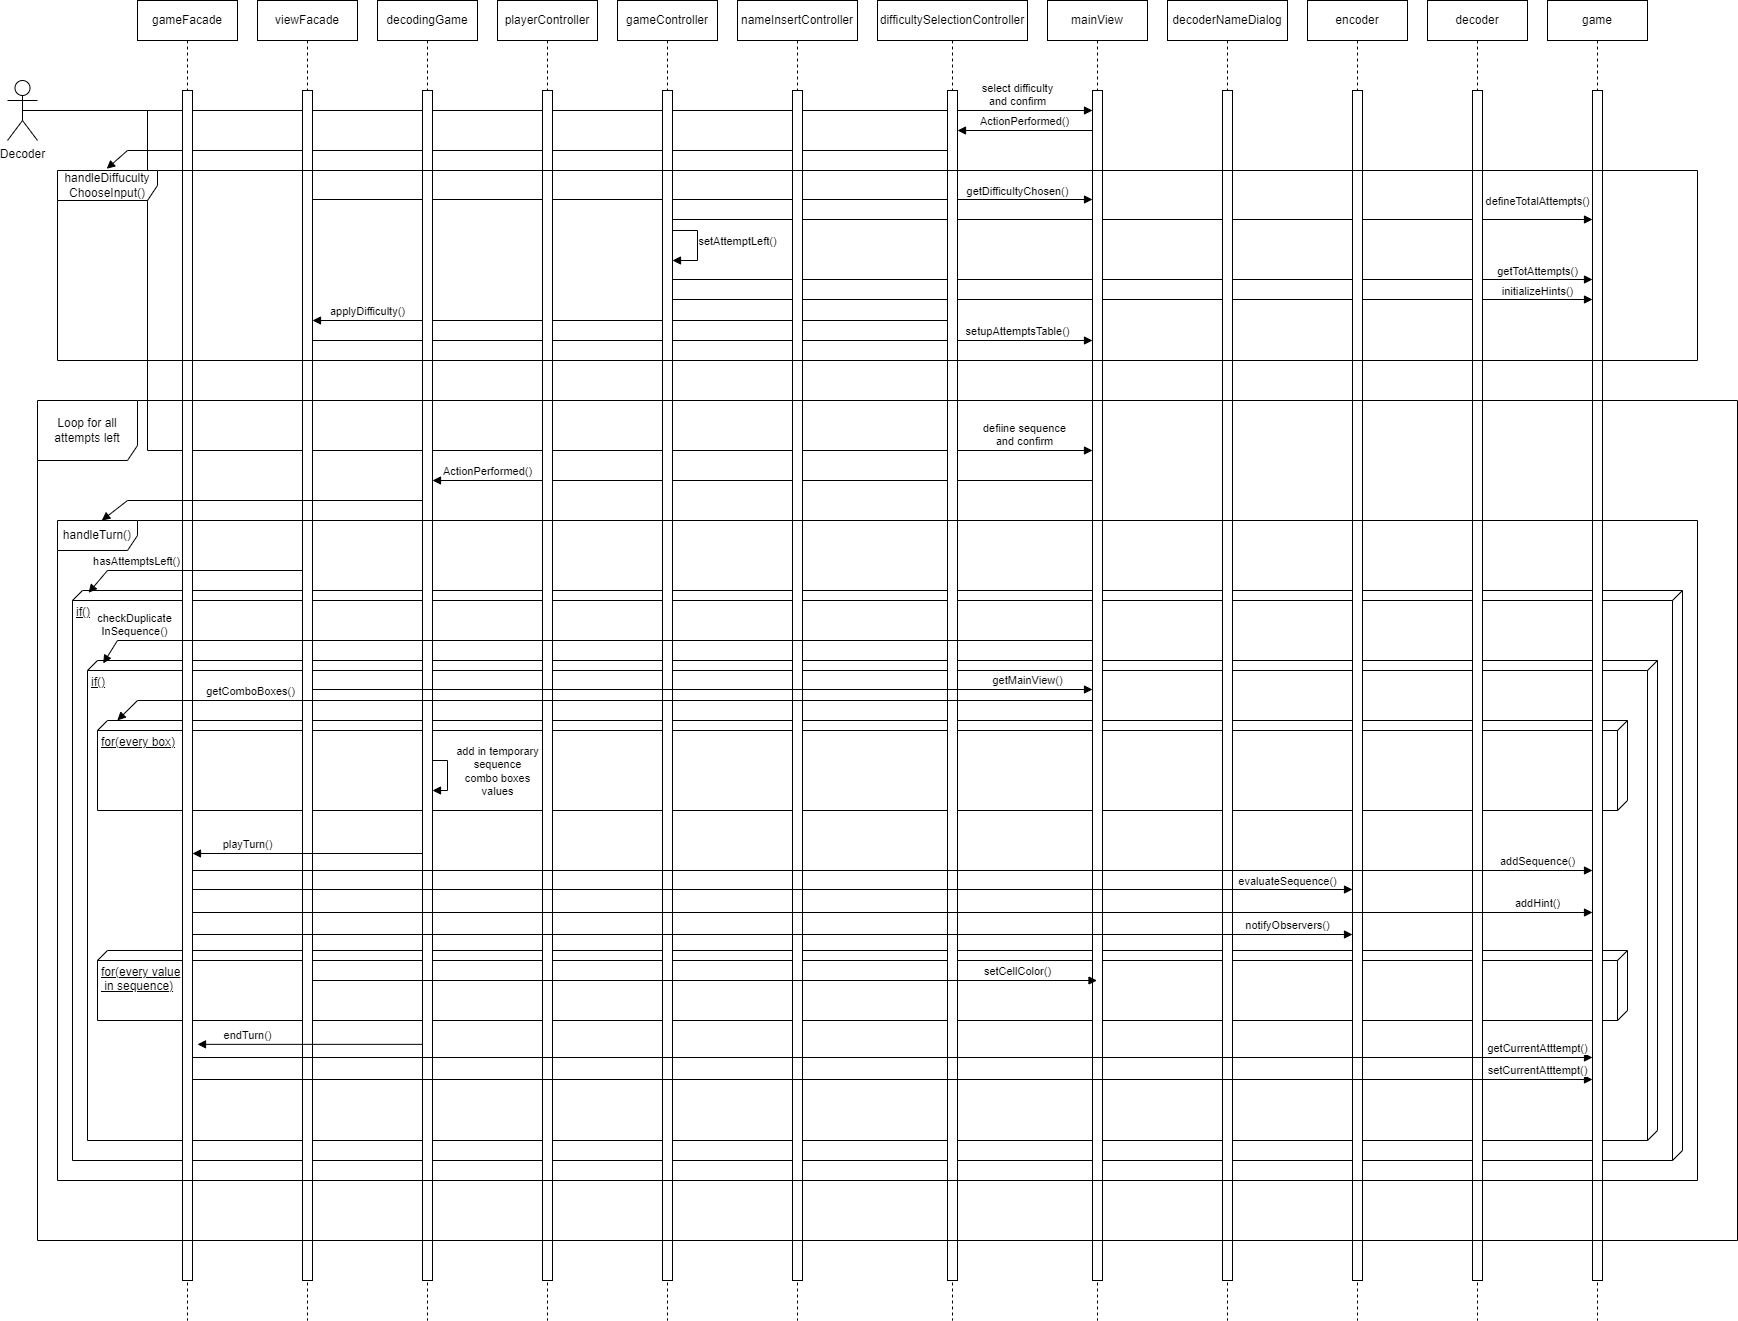 gameFacade
viewFacade
decodingGame
playerController
gameController
nameInsertController
difficultySelectionController
mainView
decoderNameDialog
encoder
decoder
game
Decoder
select difficulty
and confirm
ActionPerformed()
handleDiffuculty
ChooseInput()
getDifficultyChosen()
defineTotalAttempts()
setAttemptLeft()
getTotAttempts()
initializeHints()
applyDifficulty()
setupAttemptsTable()
Loop for all
attempts left
defiine sequence
and confirm
ActionPerformed()
handleTurn()
hasAttemptsLeft()
if()
checkDuplicate
InSequence()
if()
getMainView()
getComboBoxes()
for(every box)
add in temporary
sequence
combo boxes
values
playTurn()
addSequence()
evaluateSequence()
addHint()
notifyObservers()
for(every value
in sequence)
setCellColor()
endTurn()
getCurrentAtttempt()
setCurrentAtttempt()